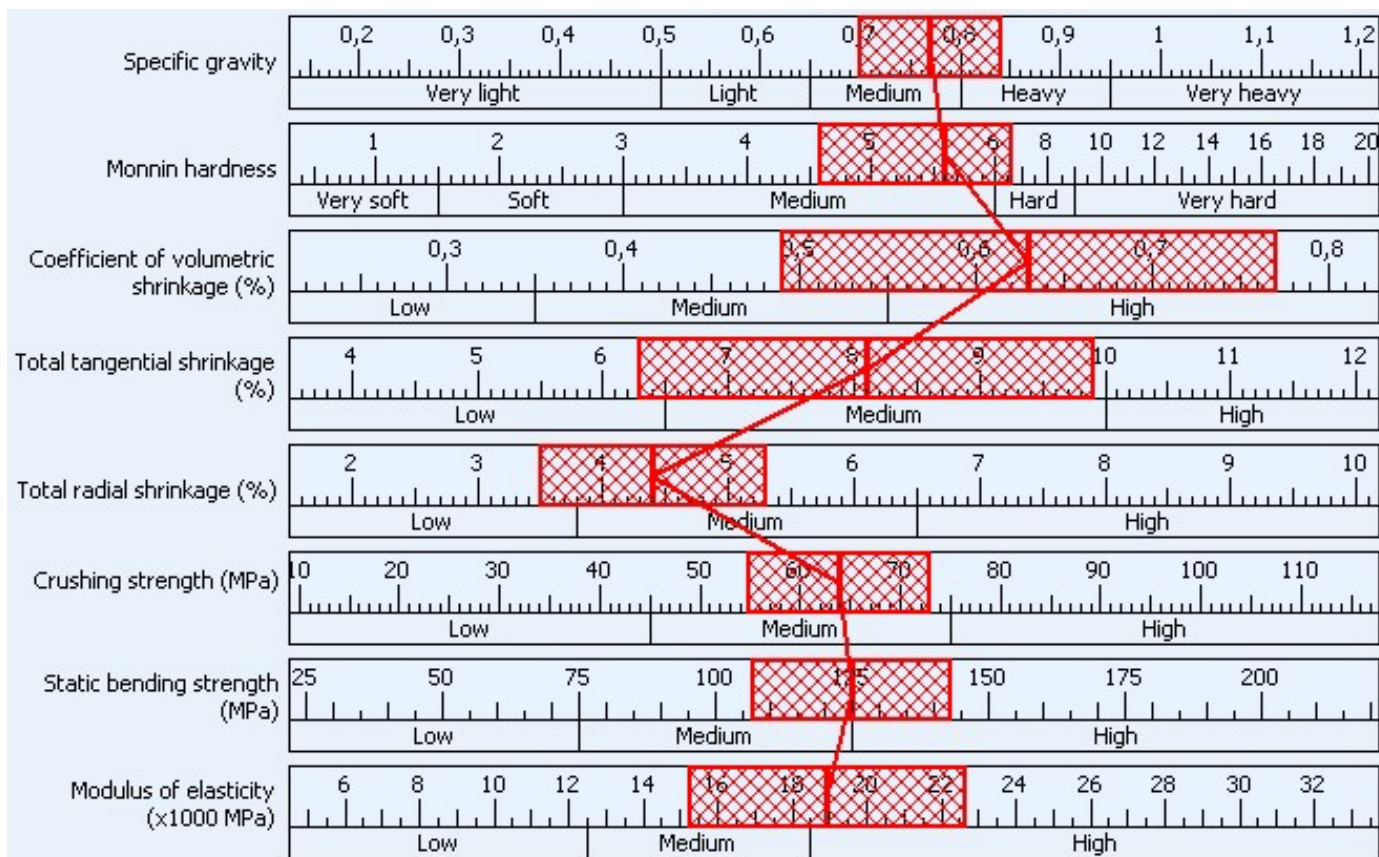 0,2 0,3 0,4 0,5 0,6 0,7 0,8 0,9 1 1,1 1,2
Specific gravity
Very light Light Medium Heavy Very heavy
1 2 3 4 5 6 8 10 12 14 16 18 20
Monnin hardness
Very soft Soft Medium Hard Very hard
0,3 0,4 0,5 0,6 0,7 0,8
Coefficient of volumetric
shrinkage (%)
Low Medium High
4 5 6 7 8 9 10 11 12
Total tangential shrinkage
(%)
Low Medium High
2 3 4 5 6 7 8 9 10
Total radial shrinkage (%)
Low Medium High
10 20 30 40 50 60 70 80 90 100 110
Crushing strength (MPa)
Low Medium High
25 50 75 100 125 150 175 200
Static bending strength
(MPa)
Low Medium High
6 8 10 12 14 16 18 20 22 24 26 28 30 32
Modulus of elasticity
(x1000 MPa)
Low Medium High